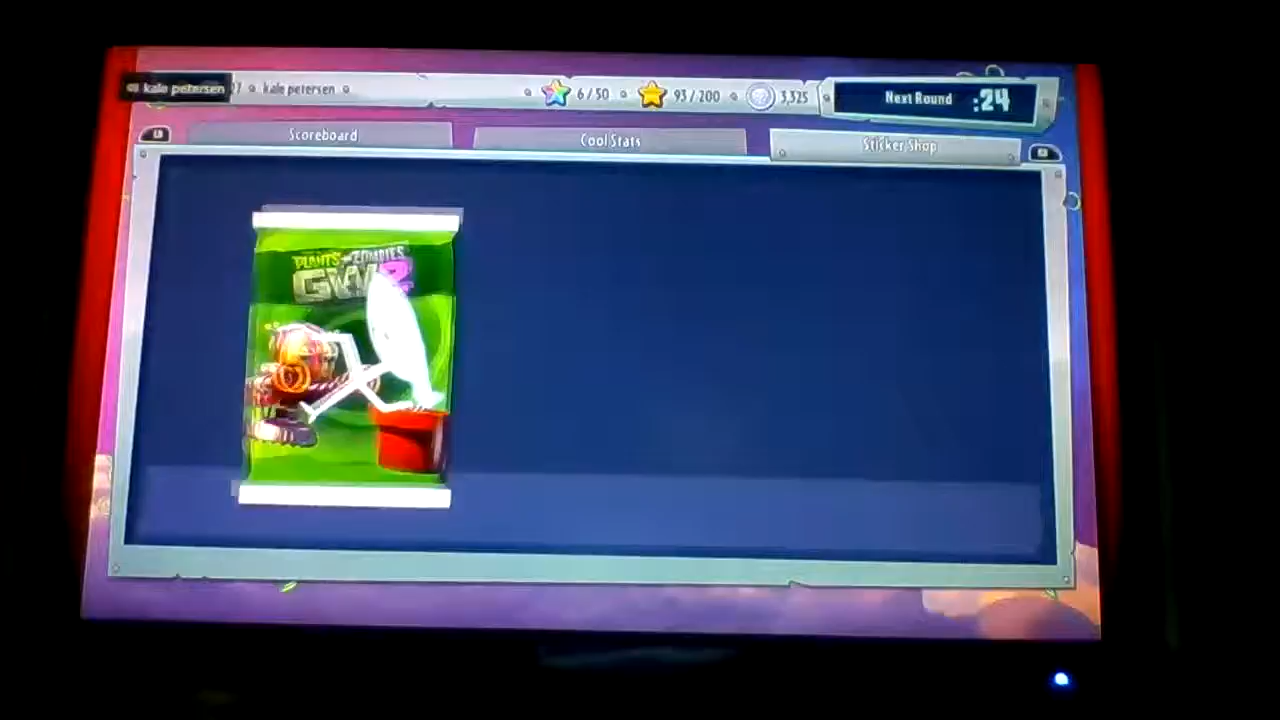 kale petersen
kale petersen
6/50
93/200
3,325
Next Round :24
Scoreboard
Cool Stats
Sticker Shop
PLANTS vs ZOMBIES
GW2